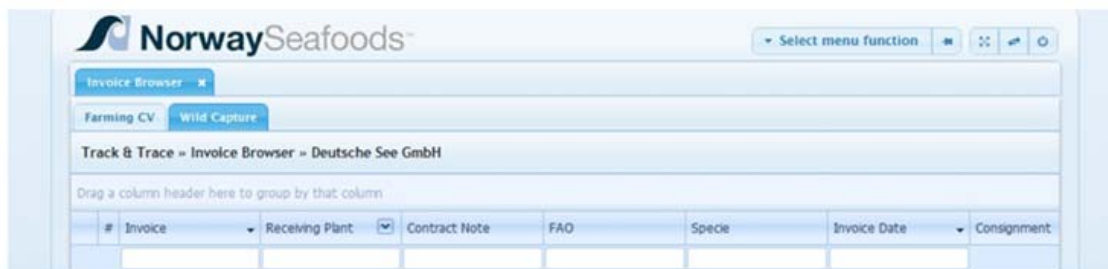 NorwaySeafoods
Select menu function
Invoice Browser x
Farming CV Wild Capture
Track & Trace » Invoice Browser » Deutsche See GmbH
Drag a column header here to group by that column
# Invoice Receiving Plant Contract Note FAO Specie Invoice Date Consignment